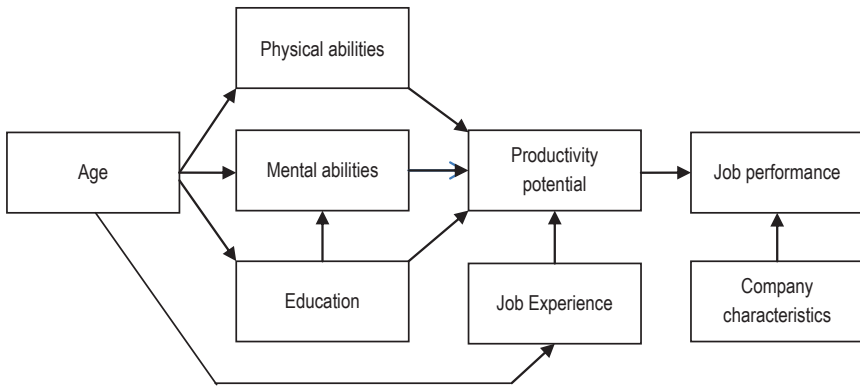 Physical abilities
Age
Mental abilities
Productivity
potential
Job performance
Education
Job Experience
Company
characteristics